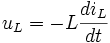 u_L = -L \frac{di_L}{dt}